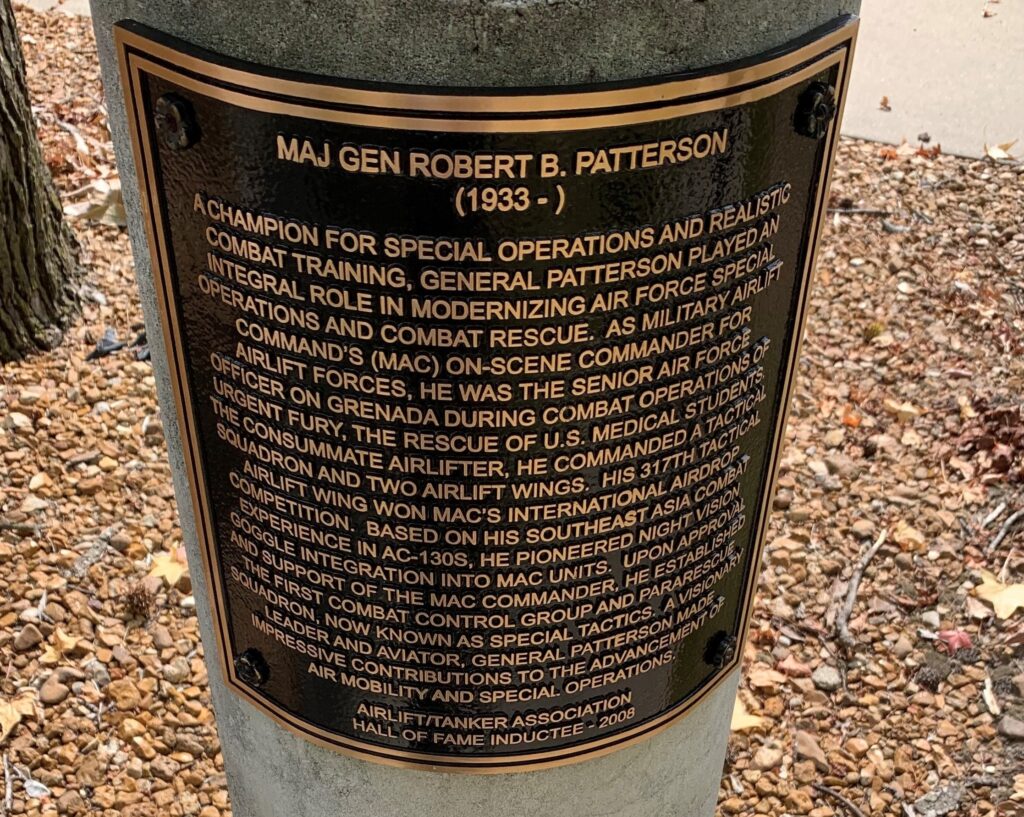 MAJ GEN ROBERT B. PATTERSON
(1933 - )
A CHAMPION FOR SPECIAL OPERATIONS AND REALISTIC
COMBAT TRAINING, GENERAL PATTERSON PLAYED AN
INTEGRAL ROLE IN MODERNIZING AIR FORCE SPECIAL
OPERATIONS AND COMBAT RESCUE. AS MILITARY AIRLIFT
COMMAND'S (MAC) ON-SCENE COMMANDER FOR
AIRLIFT FORCES, HE WAS THE SENIOR AIR FORCE
OFFICER ON GRENADA DURING COMBAT OPERATIONS OF
URGENT FURY, THE RESCUE OF U.S. MEDICAL STUDENTS.
THE CONSUMMATE AIRLIFTER, HE COMMANDED A TACTICAL
SQUADRON AND TWO AIRLIFT WINGS. HIS 317TH TACTICAL
AIRLIFT WING WON MAC'S INTERNATIONAL AIRDROP
COMPETITION. BASED ON HIS SOUTHEAST ASIA COMBAT
EXPERIENCE IN AC-130S, HE PIONEERED NIGHT VISION
GOGGLE INTEGRATION INTO MAC UNITS. UPON APPROVAL
AND SUPPORT OF THE MAC COMMANDER, HE ESTABLISHED
THE FIRST COMBAT CONTROL GROUP AND PARARESCUE
SQUADRON, NOW KNOWN AS SPECIAL TACTICS. A VISIONARY
LEADER AND AVIATOR, GENERAL PATTERSON MADE
IMPRESSIVE CONTRIBUTIONS TO THE ADVANCEMENT OF
AIR MOBILITY AND SPECIAL OPERATIONS.
AIRLIFT/TANKER ASSOCIATION
HALL OF FAME INDUCTEE - 2008